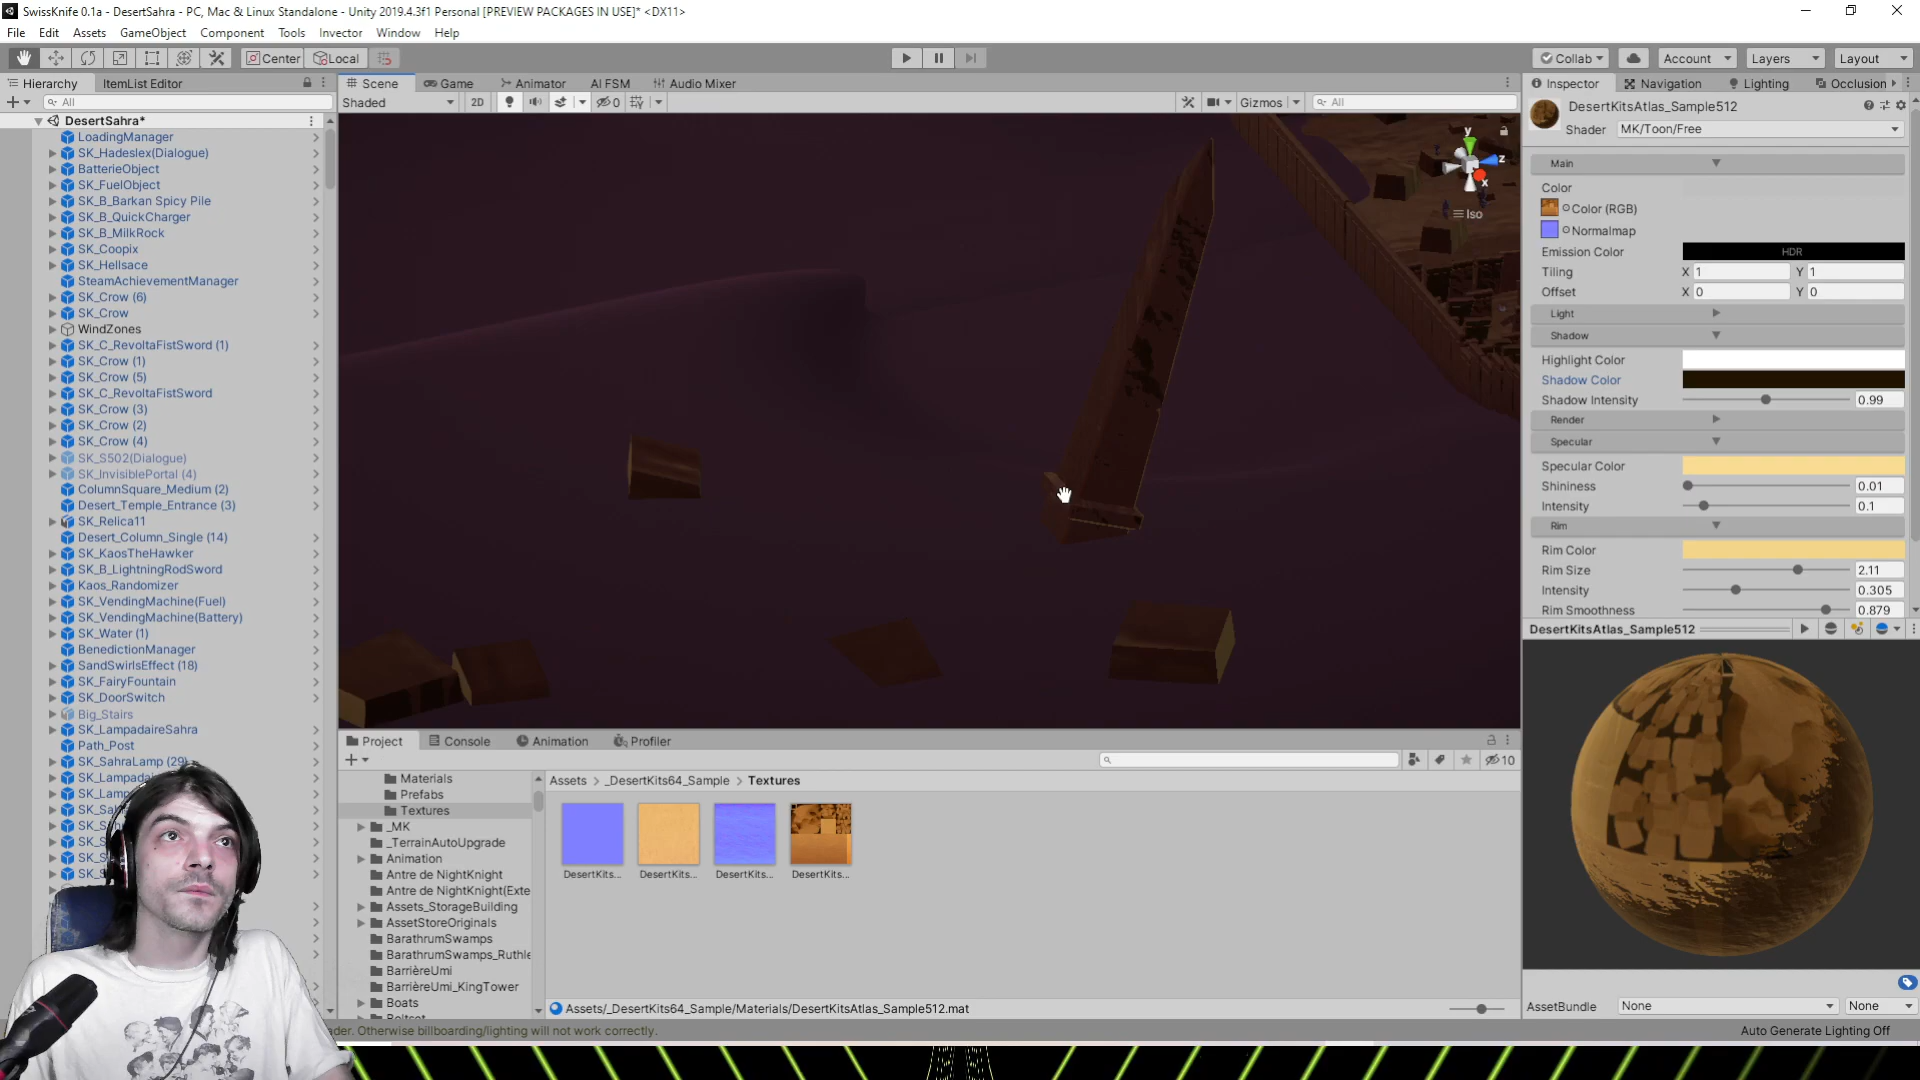 SwissKnife 0.1a - DesertSahra - PC, Mac & Linux Standalone - Unity 2019.4.3f1 Personal [PREVIEW PACKAGES IN USE]* <DX11>
File Edit Assets GameObject Component Tools Invector Window Help
Center Local Collab Account Layers Layout
Hierarchy ItemList Editor
All
DesertSahra*
LoadingManager
SK_Hadeslex(Dialogue)
BatterieObject
SK_FuelObject
SK_B_Barkan Spicy Pile
SK_B_QuickCharger
SK_B_MilkRock
SK_Coopix
SK_Hellsace
SteamAchievementManager
SK_Crow (6)
SK_Crow
WindZones
SK_C_RevoltaFistSword (1)
SK_Crow (1)
SK_Crow (5)
SK_C_RevoltaFistSword
SK_Crow (3)
SK_Crow (2)
SK_Crow (4)
SK_S502(Dialogue)
SK_InvisiblePortal (4)
ColumnSquare_Medium (2)
Desert_Temple_Entrance (3)
SK_Relica11
Desert_Column_Single (14)
SK_KaosTheHawker
SK_B_LightningRodSword
Kaos_Randomizer
SK_VendingMachine(Fuel)
SK_VendingMachine(Battery)
SK_Water (1)
BenedictionManager
SandSwirlsEffect (18)
SK_FairyFountain
SK_DoorSwitch
Big_Stairs
SK_LampadaireSahra
Path_Post
SK_SahraLamp (29)
Scene Game Animator AI FSM Audio Mixer
Shaded 2D 0 Gizmos All
y
z
x
Iso
Project Console Animation Profiler
10
Materials
Prefabs
Textures
_MK
_TerrainAutoUpgrade
Animation
Antre de NightKnight
Antre de NightKnight(Exte
Assets_StorageBuilding
AssetStoreOriginals
BarathrumSwamps
BarathrumSwamps_Ruthle
BarrièreUmi
BarrièreUmi_KingTower
Boats
Assets > _DesertKits64_Sample > Textures
DesertKits... DesertKits... DesertKits... DesertKits...
Assets/_DesertKits64_Sample/Materials/DesertKitsAtlas_Sample512.mat
Inspector Navigation Lighting Occlusion
DesertKitsAtlas_Sample512
Shader MK/Toon/Free
Main
Color
Color (RGB)
Normalmap
Emission Color HDR
Tiling X 1 Y 1
Offset X 0 Y 0
Light
Shadow
Highlight Color
Shadow Color
Shadow Intensity 0.99
Render
Specular
Specular Color
Shininess 0.01
Intensity 0.1
Rim
Rim Color
Rim Size 2.11
Intensity 0.305
Rim Smoothness 0.879
DesertKitsAtlas_Sample512
AssetBundle None None
ader. Otherwise billboarding/lighting will not work correctly.
Auto Generate Lighting Off